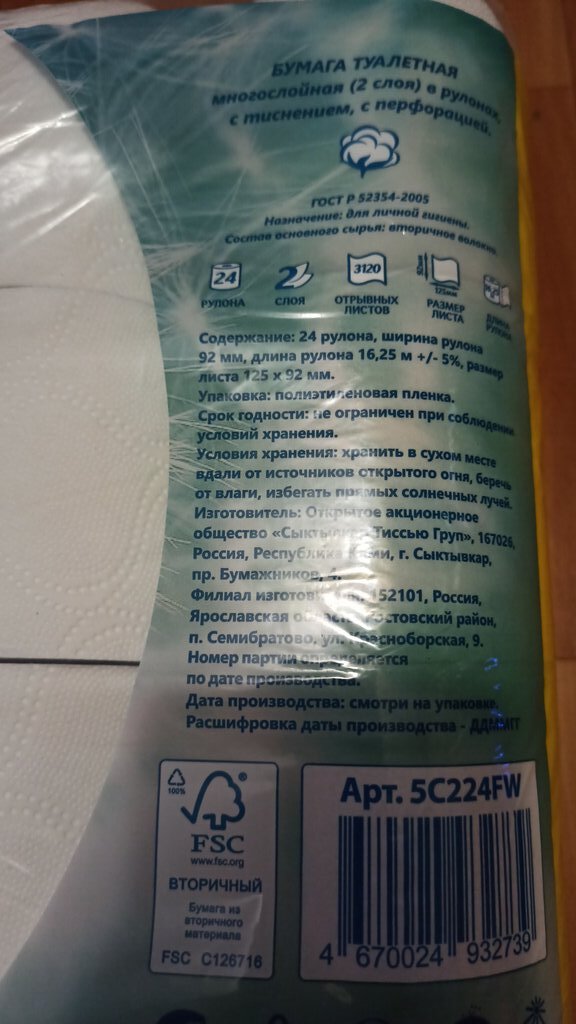 БУМАГА ТУАЛЕТНАЯ
многослойная (2 слоя) в рулонах,
с тиснением, с перфорацией.
ГОСТ Р 52354-2005
Назначение: для личной гигиены.
Состав основного сырья: вторичное волокно.
24
РУЛОНА
2
СЛОЯ
3120
ОТРЫВНЫХ
ЛИСТОВ
125мм
РАЗМЕР
ЛИСТА
ДЛИНА
РУЛОНА
Содержание: 24 рулона, ширина рулона
92 мм, длина рулона 16,25 м +/- 5%, размер
листа 125 х 92 мм.
Упаковка: полиэтиленовая пленка.
Срок годности: не ограничен при соблюдении
условий хранения.
Условия хранения: хранить в сухом месте
вдали от источников открытого огня, беречь
от влаги, избегать прямых солнечных лучей.
Изготовитель: Открытое акционерное
общество «Сыктывкар Тиссью Груп», 167026,
Россия, Республика Коми, г. Сыктывкар,
пр. Бумажников, 4.
Филиал изготовителя: 152101, Россия,
Ярославская область, Ростовский район,
п. Семибратово, ул. Красноборская, 9.
Номер партии определяется
по дате производства.
Дата производства: смотри на упаковке.
Расшифровка даты производства - ДДММГГ
100%
FSC
www.fsc.org
ВТОРИЧНЫЙ
Бумага из
вторичного
материала
FSC C126716
Арт. 5C224FW
4 670024 932739